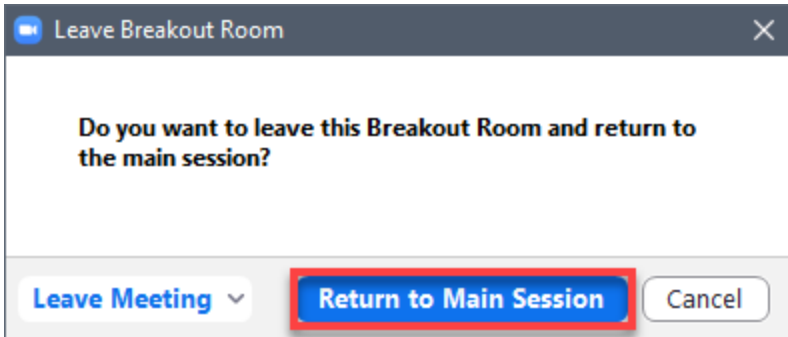 Leave Breakout Room
Do you want to leave this Breakout Room and return to
the main session?
Leave Meeting
Return to Main Session
Cancel